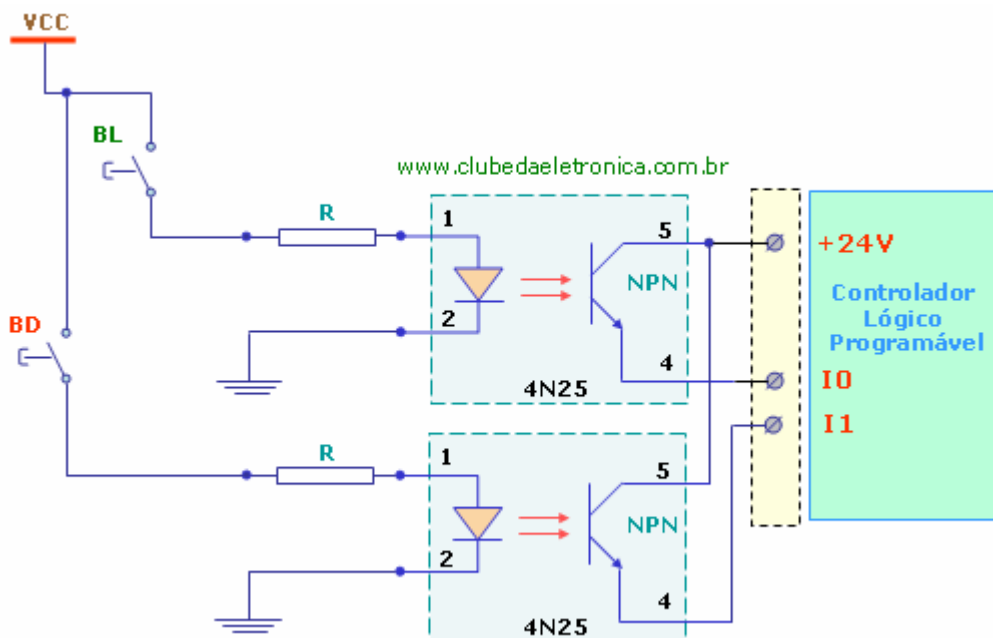 VCC
BL
www.clubedaeletronica.com.br
R
1
2
5
NPN
4
4N25
+24V
Controlador
Lógico
Programável
I0
I1
BD
R
1
2
5
NPN
4
4N25